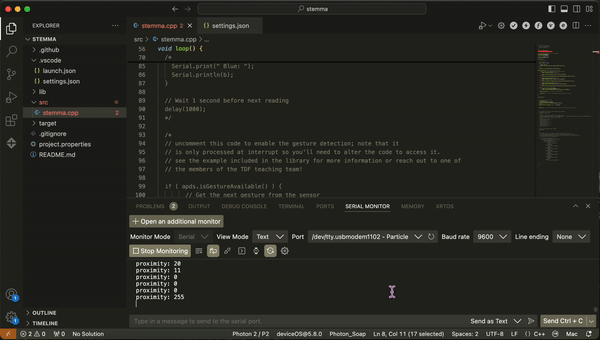 stemma
EXPLORER
STEMMA
.github
.vscode
launch.json
settings.json
lib
src
stemma.cpp 2
target
.gitignore
project.properties
README.md
OUTLINE
TIMELINE
stemma.cpp 2
settings.json
src > stemma.cpp > ...
56 void loop() {
67 /*
85 Serial.print(" Blue: ");
86 Serial.println(b);
87 }
88
89 // Wait 1 second before next reading
90 delay(1000);
91 */
92
93 /*
94 // uncomment this code to enable the gesture detection; note that it
95 // is only processed at interrupt so you'll need to alter the code to access it.
96 // see the example included in the library for more information or reach out to one of
97 // the members of the TDF teaching team!
98
99 if ( apds.isGestureAvailable() ) {
100 // Get the next gesture from the sensor
PROBLEMS 2 OUTPUT DEBUG CONSOLE TERMINAL PORTS SERIAL MONITOR MEMORY XRTOS
+ Open an additional monitor
Monitor Mode Serial View Mode Text Port /dev/tty.usbmodem1102 - Particle Baud rate 9600 Line ending None
Stop Monitoring
proximity: 20
proximity: 11
proximity: 0
proximity: 0
proximity: 0
proximity: 255
Type in a message to send to the serial port.
Send as Text
Send Ctrl + C
2 0 0 No Solution Photon 2 / P2 deviceOS@5.8.0 Photon_Soap Ln 8, Col 11 (17 selected) Spaces: 2 UTF-8 LF {} C++ Mac